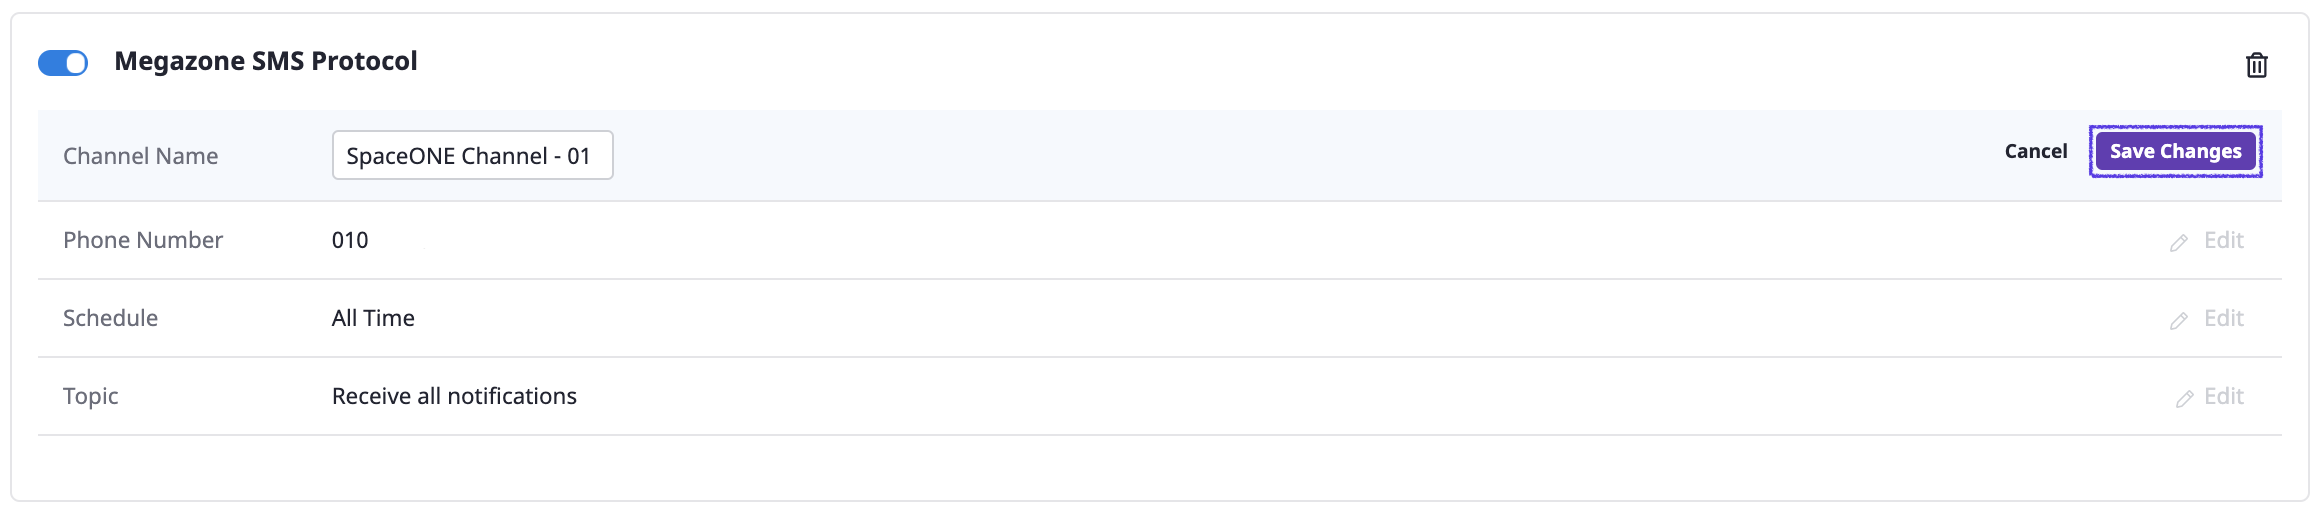 Megazone SMS Protocol
Channel Name SpaceONE Channel - 01 Cancel Save Changes
Phone Number 010 Edit
Schedule All Time Edit
Topic Receive all notifications Edit